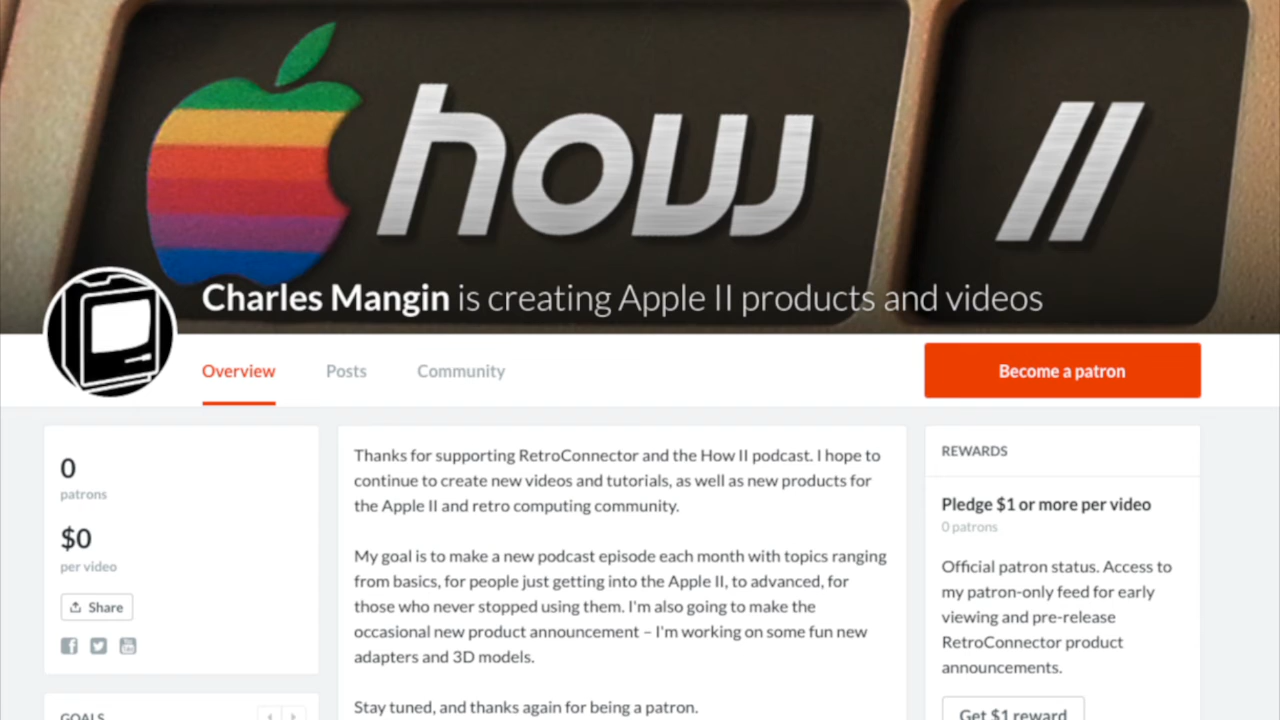 how //
Charles Mangin is creating Apple II products and videos
Overview
Posts
Community
Become a patron
0
patrons
$0
per video
Share
GOALS
Thanks for supporting RetroConnector and the How II podcast. I hope to
continue to create new videos and tutorials, as well as new products for
the Apple II and retro computing community.
My goal is to make a new podcast episode each month with topics ranging
from basics, for people just getting into the Apple II, to advanced, for
those who never stopped using them. I'm also going to make the
occasional new product announcement – I'm working on some fun new
adapters and 3D models.
Stay tuned, and thanks again for being a patron.
REWARDS
Pledge $1 or more per video
0 patrons
Official patron status. Access to
my patron-only feed for early
viewing and pre-release
RetroConnector product
announcements.
Get $1 reward